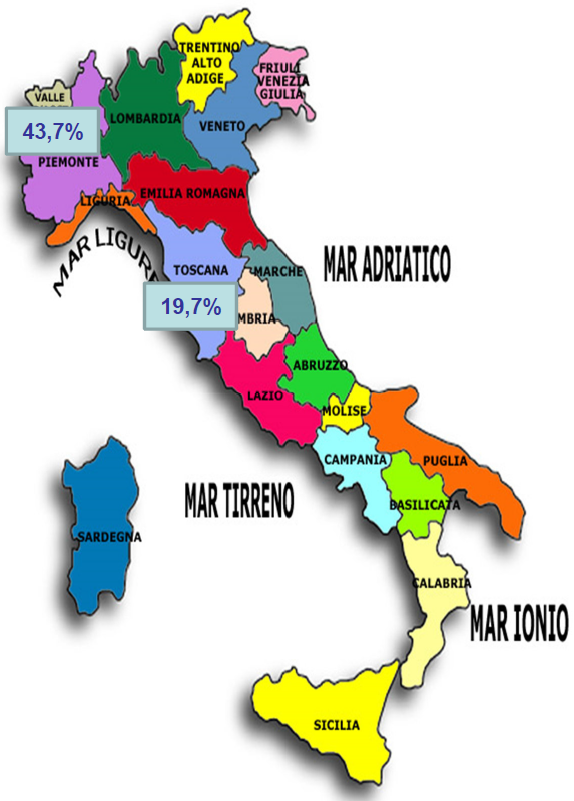 TRENTINO
ALTO
ADIGE
FRIULI
VENEZIA
GIULIA
VALLE
43,7%
LOMBARDIA
VENETO
PIEMONTE
EMILIA ROMAGNA
LIGURIA
MAR LIGURE
TOSCANA
MARCHE
MAR ADRIATICO
19,7%
MBRIA
ABRUZZO
LAZIO
MOLISE
CAMPANIA
PUGLIA
MAR TIRRENO
BASILICATA
SARDEGNA
CALABRIA
MAR IONIO
SICILIA